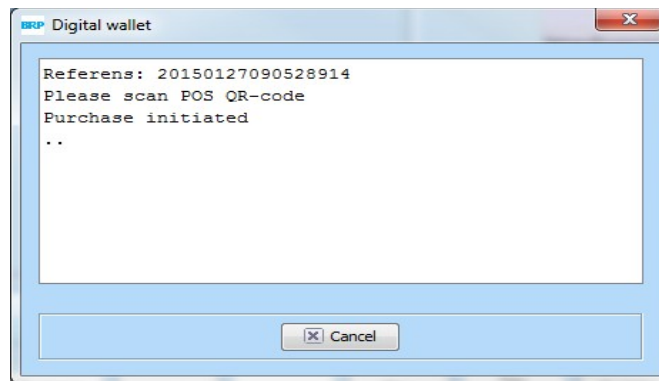 BRP Digital wallet
Referens: 20150127090528914
Please scan POS QR-code
Purchase initiated
..
Cancel